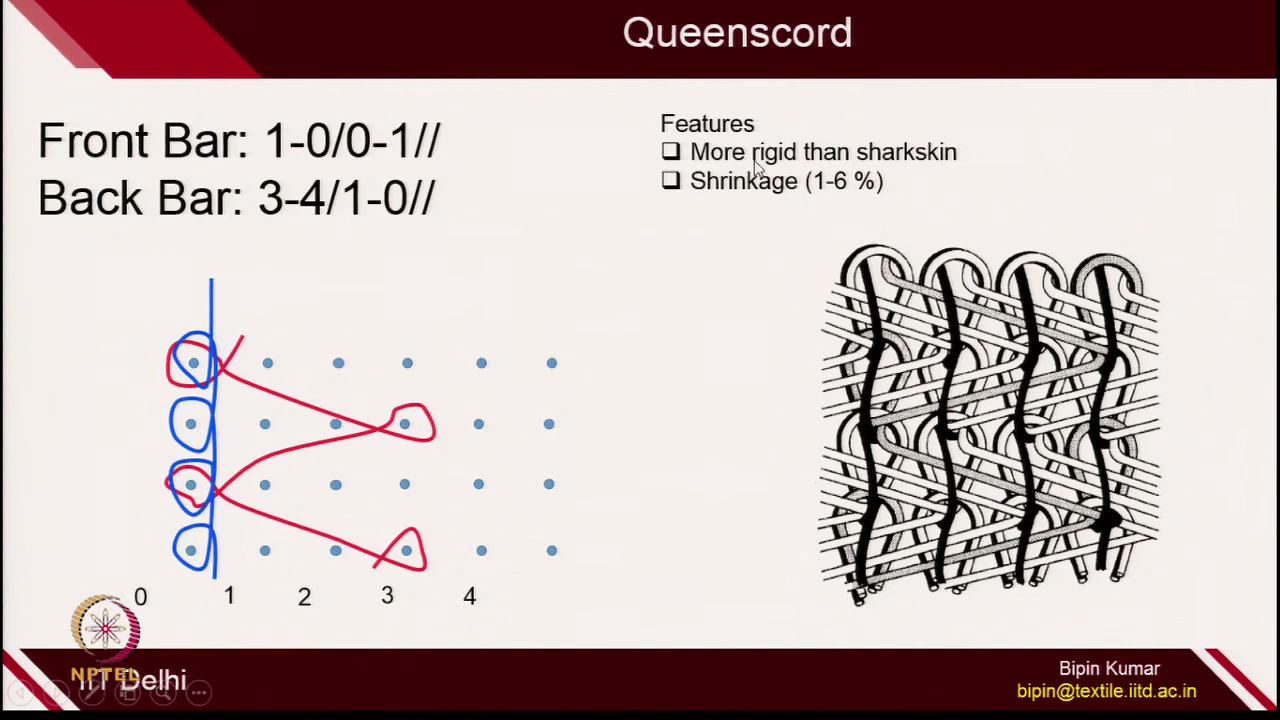 Queenscord
Front Bar: 1-0/0-1//
Back Bar: 3-4/1-0//
Features
More rigid than sharkskin
Shrinkage (1-6 %)
0 1 2 3 4
NPTEL
IIT Delhi
Bipin Kumar
bipin@textile.iitd.ac.in